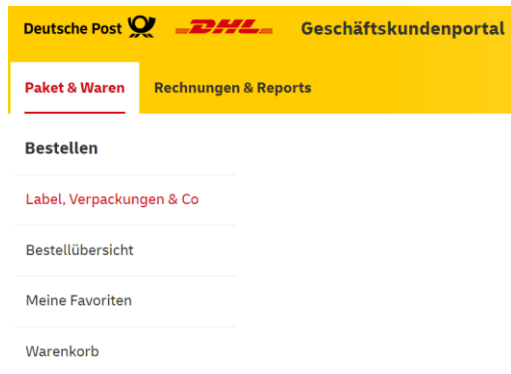 Deutsche Post DHL Geschäftskundenportal
Paket & Waren Rechnungen & Reports
Bestellen
Label, Verpackungen & Co
Bestellübersicht
Meine Favoriten
Warenkorb